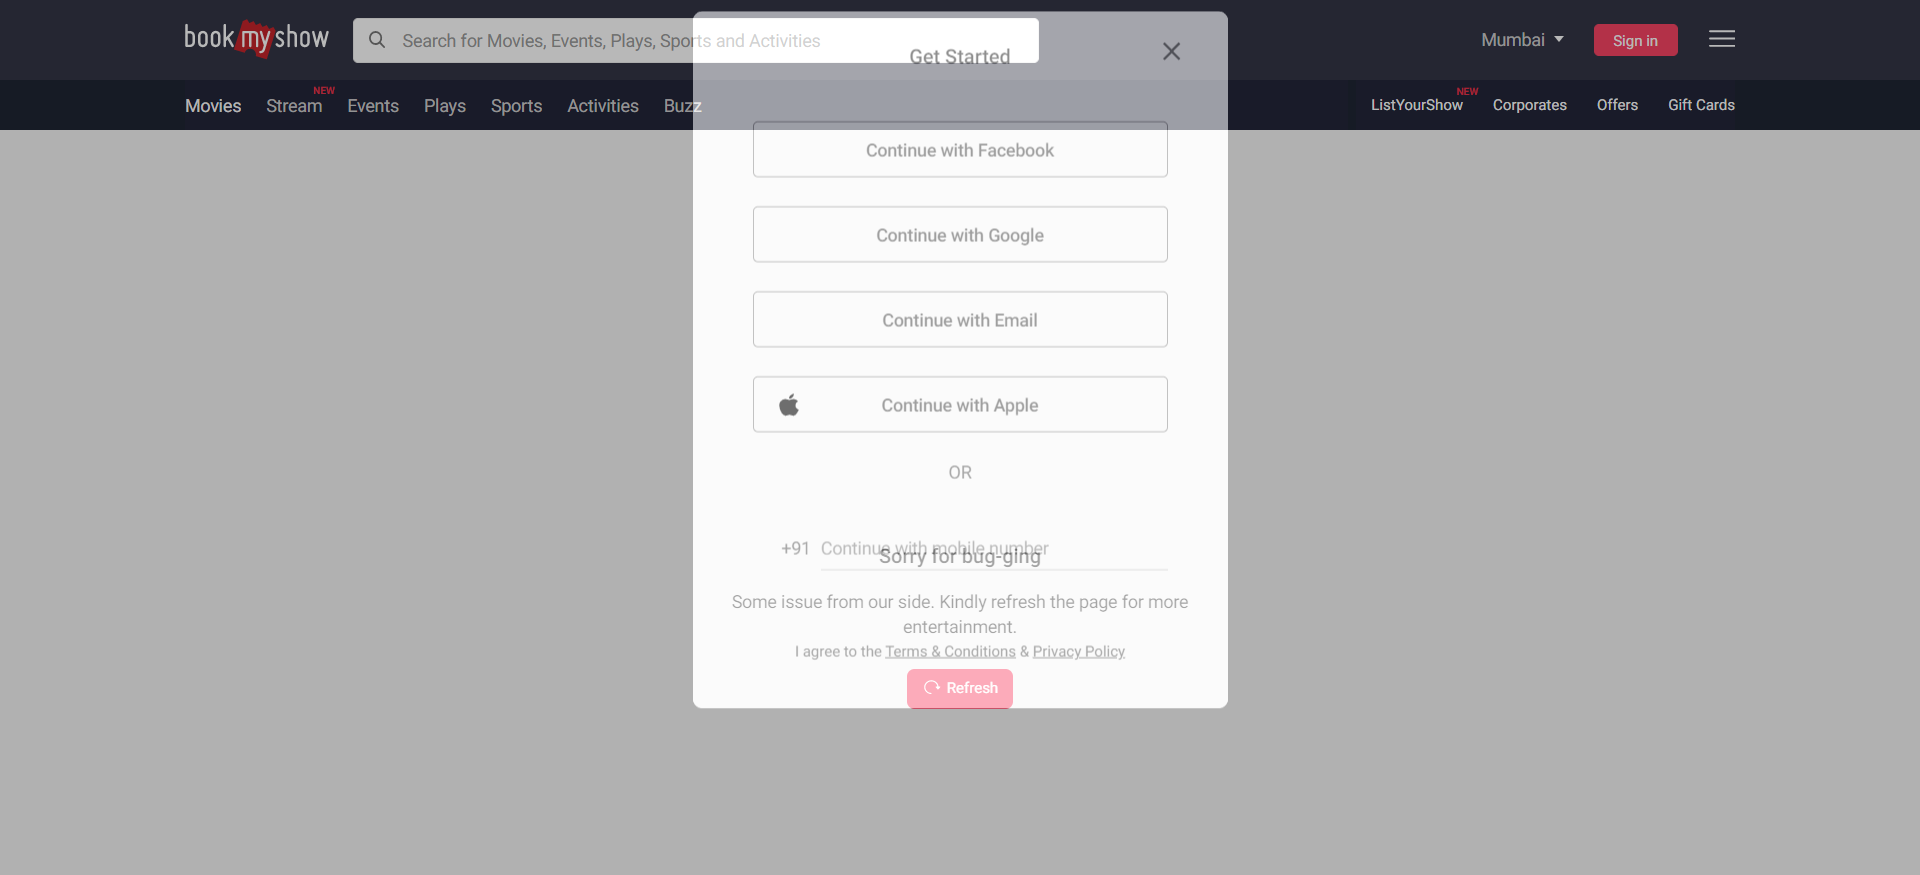 book my show
Search for Movies, Events, Plays, Sports and Activities
Mumbai
Sign in
Movies
Stream
NEW
Events
Plays
Sports
Activities
Buzz
ListYourShow
NEW
Corporates
Offers
Gift Cards
Get Started
Continue with Facebook
Continue with Google
Continue with Email
Continue with Apple
OR
+91 Continue with mobile number
Sorry for bug-ging
Some issue from our side. Kindly refresh the page for more
entertainment.
I agree to the Terms & Conditions & Privacy Policy
Refresh